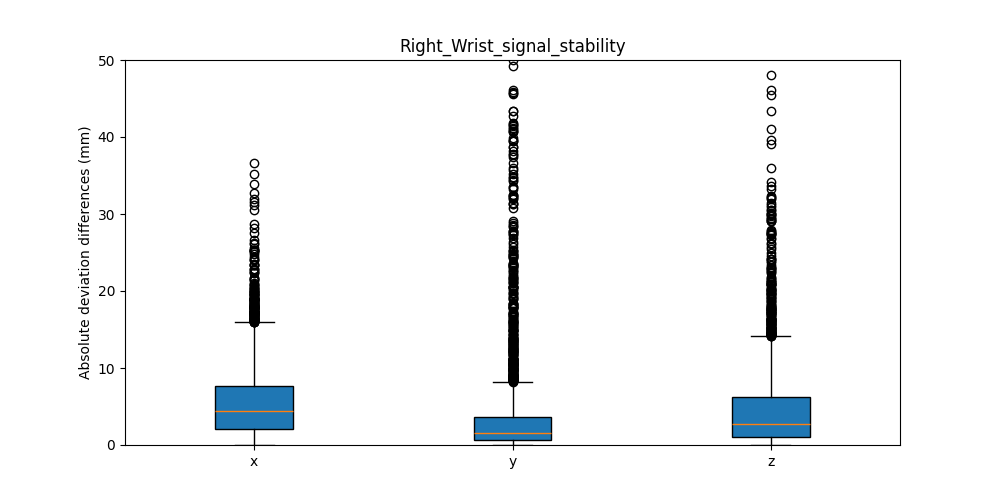 Right_Wrist_signal_stability
Absolute deviation differences (mm)
50
40
30
20
10
0
x y z